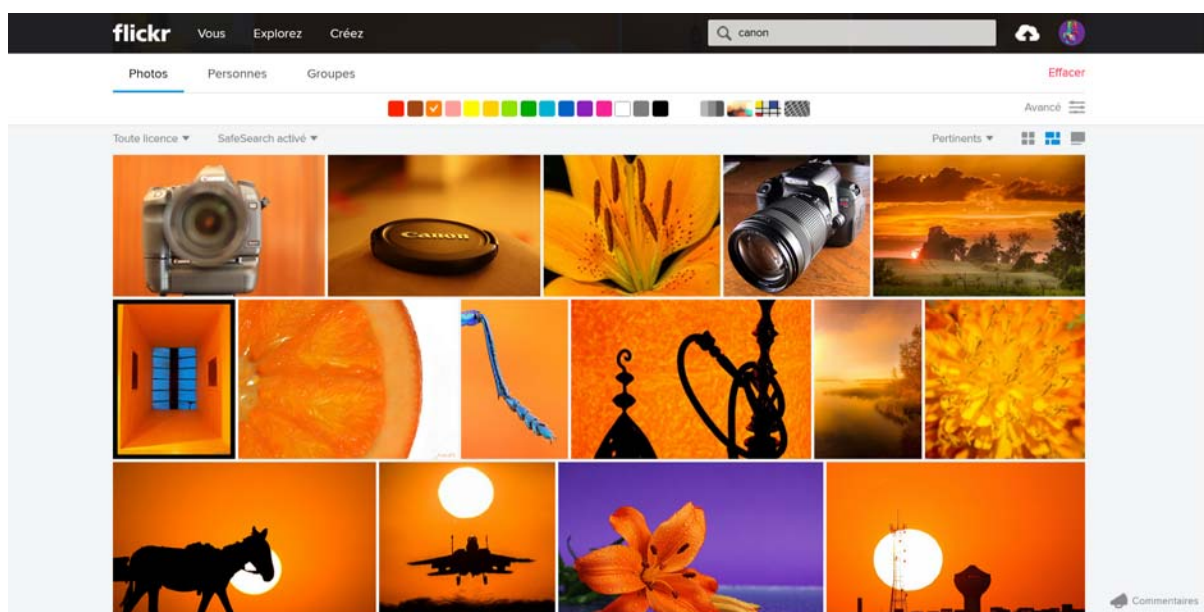 flickr Vous Explorez Créez canon
Photos Personnes Groupes Effacer
Avancé
Toute licence SafeSearch activé Pertinents
Canon
Commentaires